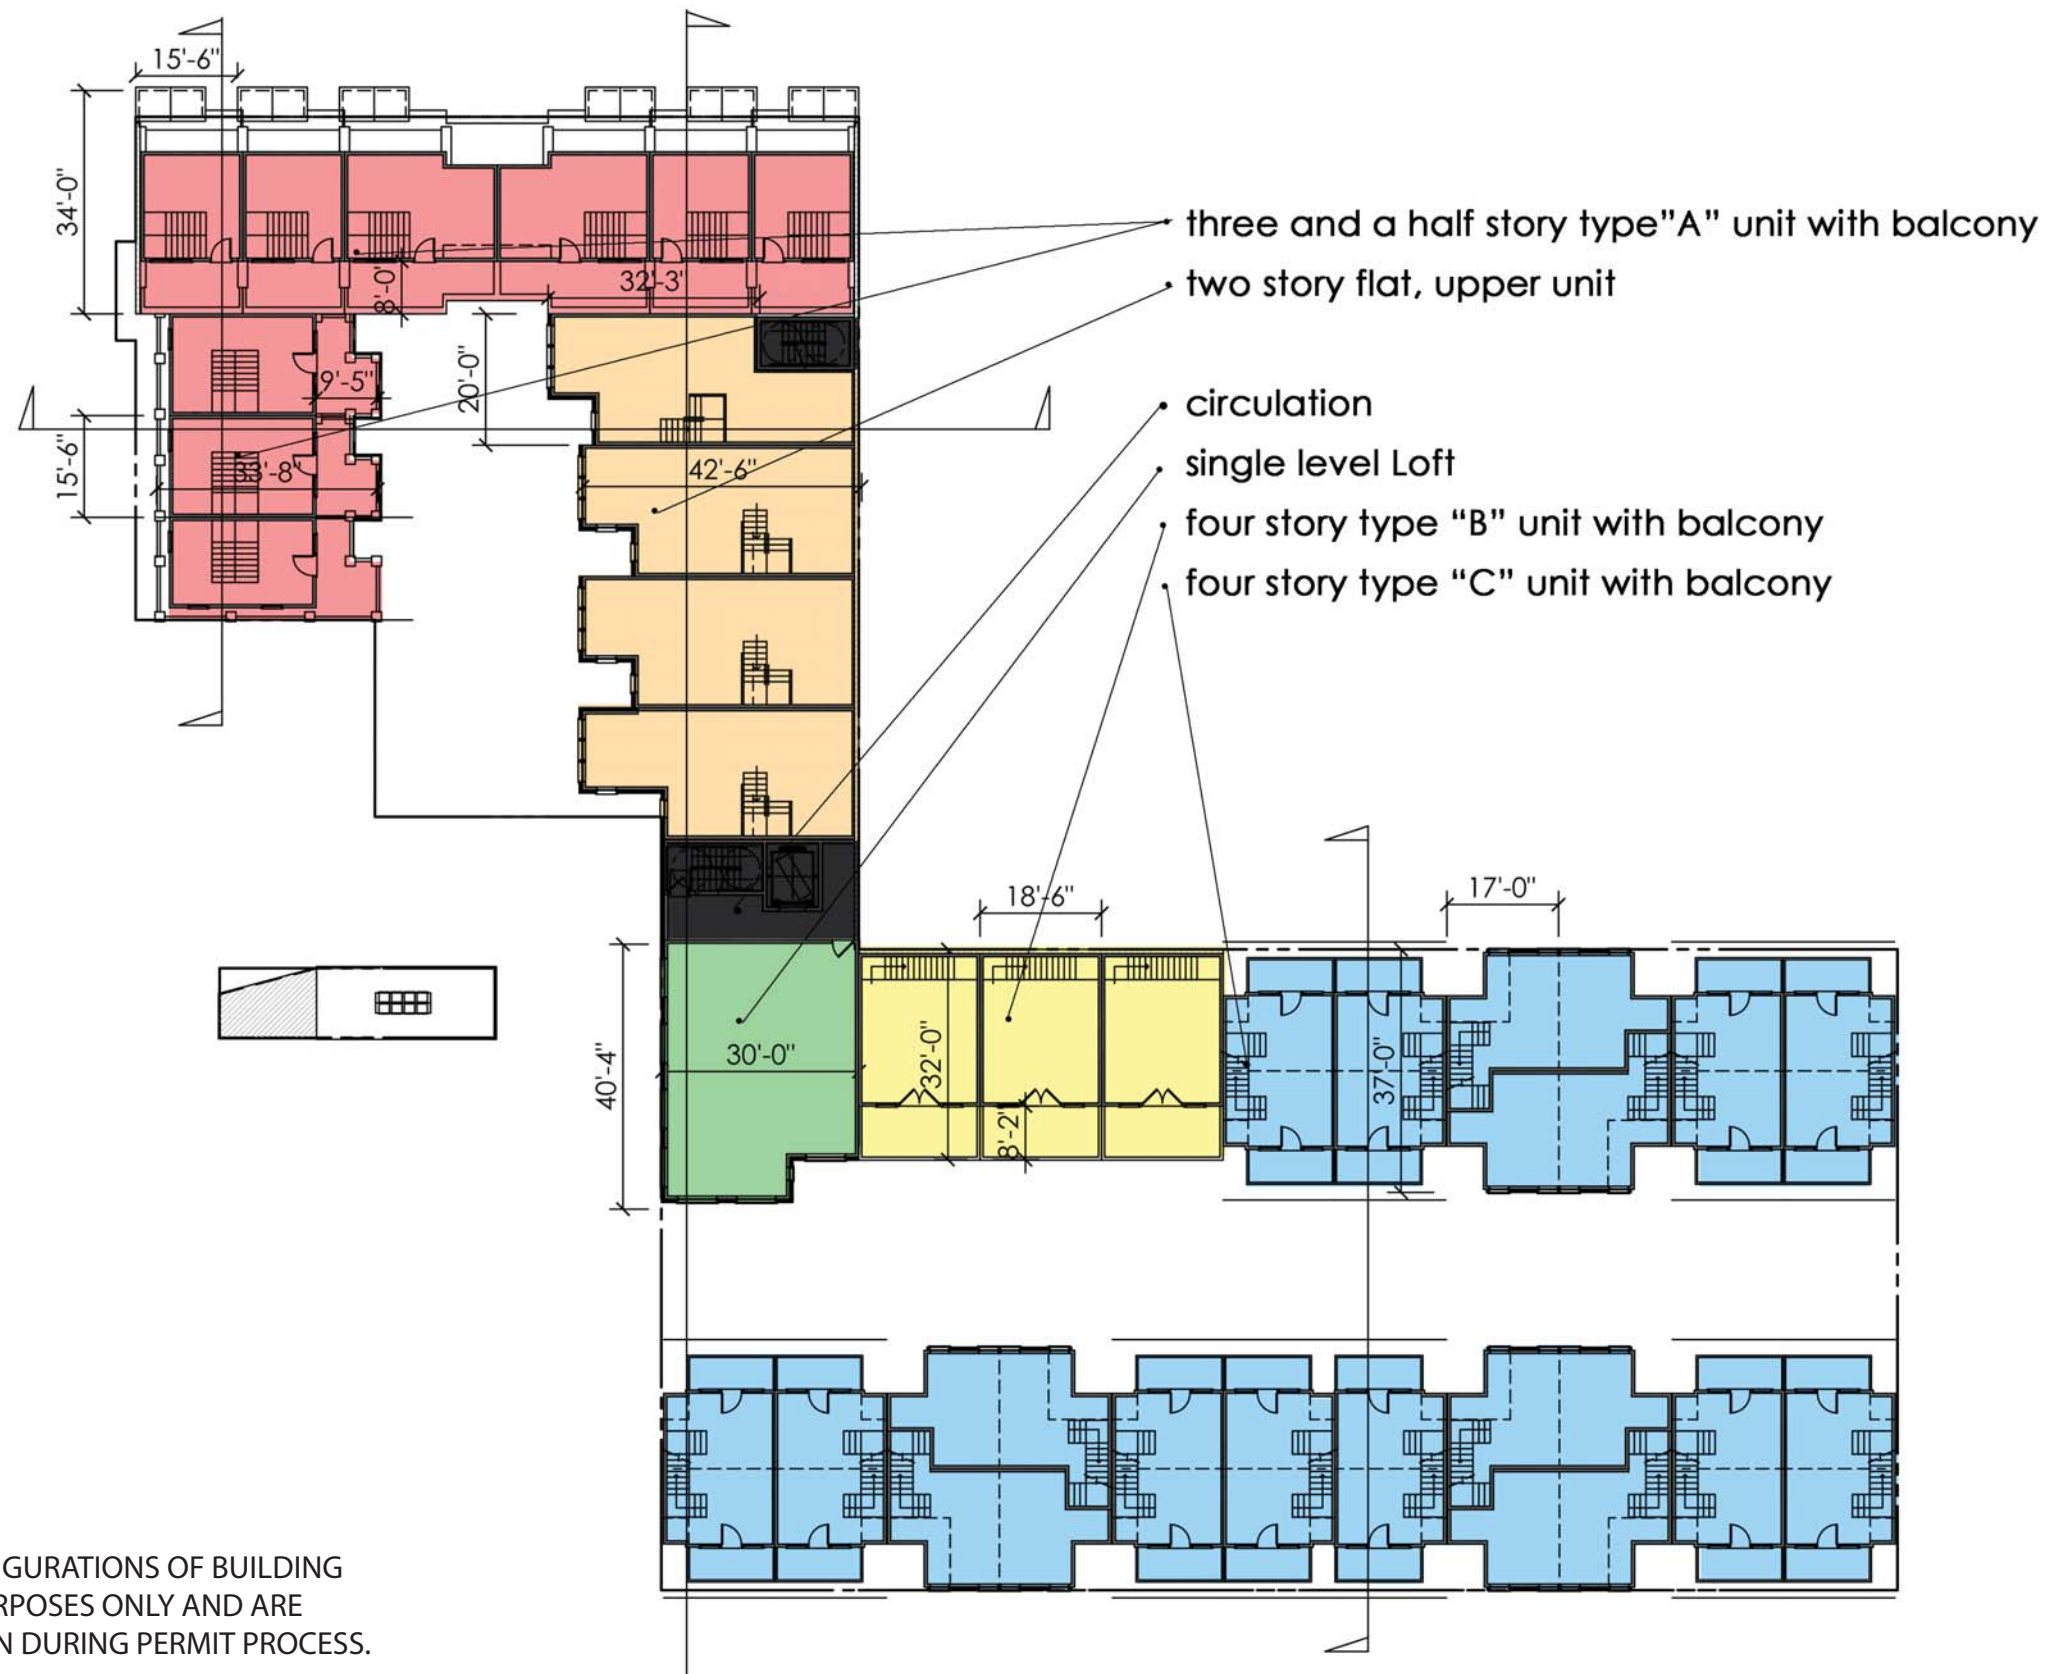 15'-6"
34'-0"
three and a half story type"A" unit with balcony
8'-0'
32'-3'
two story flat, upper unit
9'-5"
20'-0"
circulation
15'-6"
33'-8"
42'-6"
single level Loft
four story type "B" unit with balcony
four story type "C" unit with balcony
18'-6"
17'-0"
40'-4"
30'-0"
32'-0"
37'-0"
8'-2"
GURATIONS OF BUILDING
RPOSES ONLY AND ARE
N DURING PERMIT PROCESS.